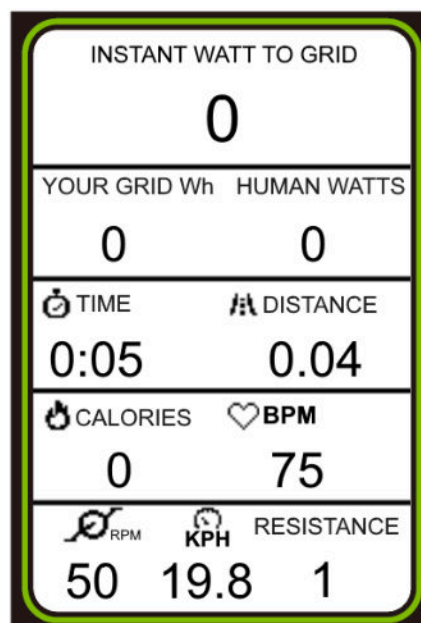 INSTANT WATT TO GRID
0
YOUR GRID Wh HUMAN WATTS
0 0
TIME DISTANCE
0:05 0.04
CALORIES BPM
0 75
RPM KPH RESISTANCE
50 19.8 1